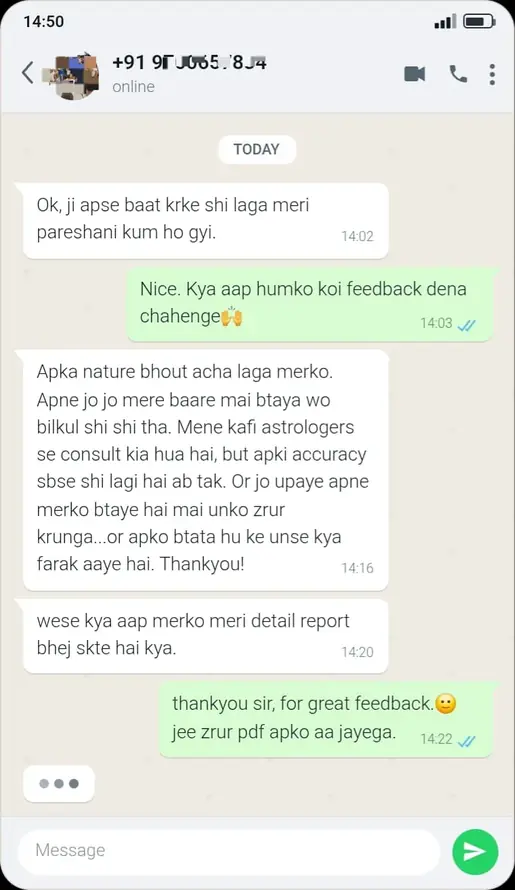 14:50
+91
online
TODAY
Ok, ji apse baat krke shi laga meri
pareshani kum ho gyi.
14:02
Nice. Kya aap humko koi feedback dena
chahenge🙌
14:03
Apka nature bhout acha laga merko.
Apne jo jo mere baare mai btaya wo
bilkul shi shi tha. Mene kafi astrologers
se consult kia hua hai, but apki accuracy
sbse shi lagi hai ab tak. Or jo upaye apne
merko btaye hai mai unko zrur
krunga...or apko btata hu ke unse kya
farak aaye hai. Thankyou!
14:16
wese kya aap merko meri detail report
bhej skte hai kya.
14:20
thankyou sir, for great feedback.🙂
jee zrur pdf apko aa jayega.
14:22
Message